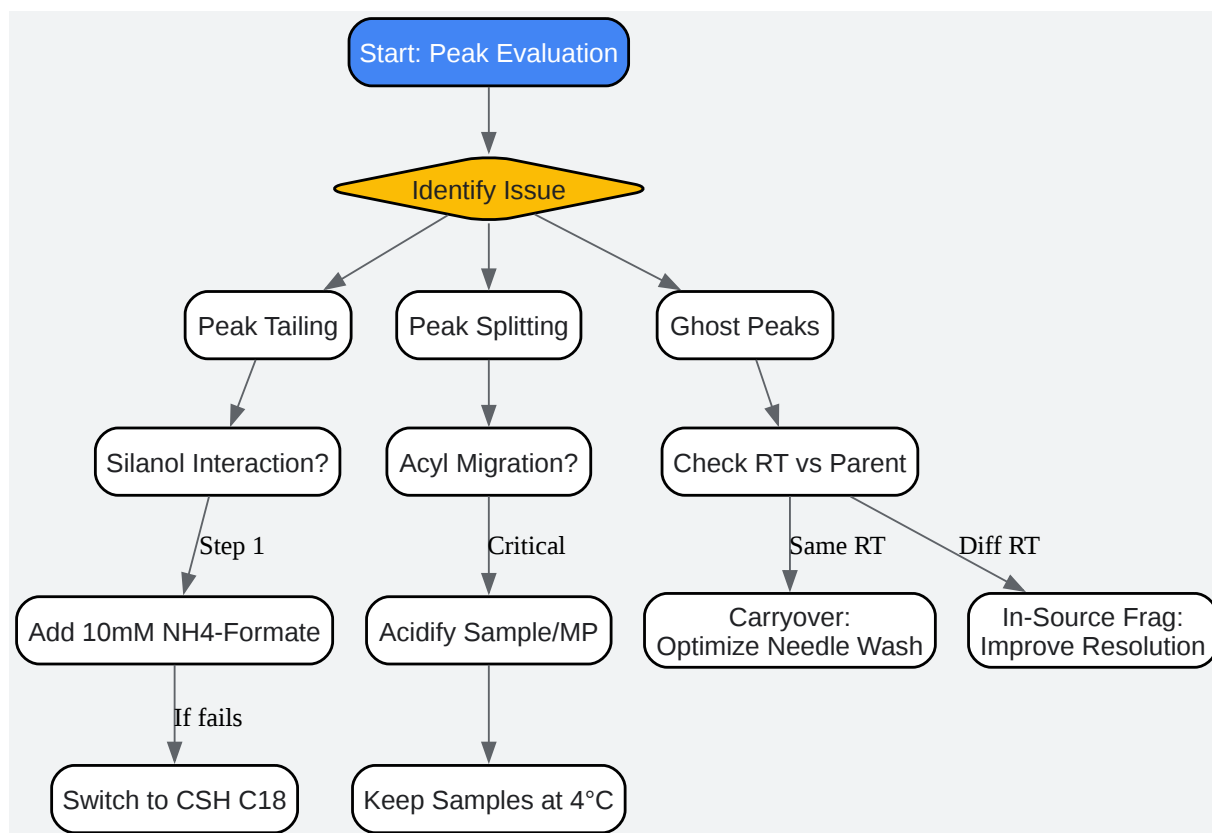 Start: Peak Evaluation
Identify Issue
Peak Tailing
Peak Splitting
Ghost Peaks
Silanol Interaction?
Acyl Migration?
Check RT vs Parent
Step 1
Critical
Same RT
Diff RT
Add 10mM NH4-Formate
Acidify Sample/MP
Carryover:
Optimize Needle Wash
In-Source Frag:
Improve Resolution
If fails
Switch to CSH C18
Keep Samples at 4°C